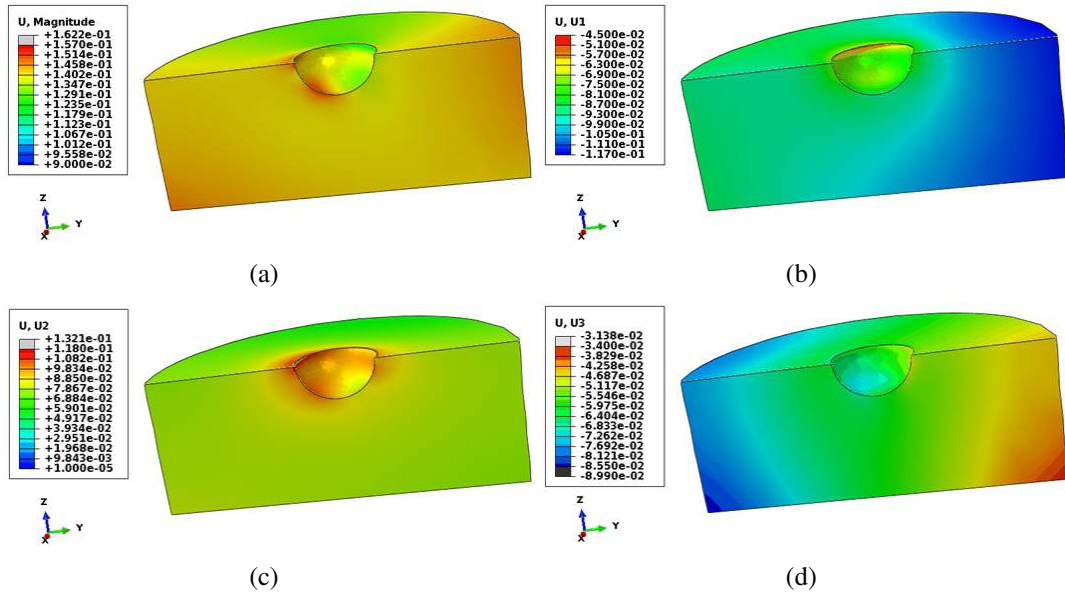 U, Magnitude
+1.622e-01
+1.570e-01
+1.514e-01
+1.458e-01
+1.402e-01
+1.347e-01
+1.291e-01
+1.235e-01
+1.179e-01
+1.123e-01
+1.067e-01
+1.012e-01
+9.558e-02
+9.000e-02
Z
Y
X
(a)
U, U1
-4.500e-02
-5.100e-02
-5.700e-02
-6.300e-02
-6.900e-02
-7.500e-02
-8.100e-02
-8.700e-02
-9.300e-02
-9.900e-02
-1.050e-01
-1.110e-01
-1.170e-01
Z
Y
X
(b)
U, U2
+1.321e-01
+1.180e-01
+1.082e-01
+9.834e-02
+8.850e-02
+7.867e-02
+6.884e-02
+5.901e-02
+4.917e-02
+3.934e-02
+2.951e-02
+1.968e-02
+9.843e-03
+1.000e-05
Z
Y
X
(c)
U, U3
-3.138e-02
-3.400e-02
-3.829e-02
-4.258e-02
-4.687e-02
-5.117e-02
-5.546e-02
-5.975e-02
-6.404e-02
-6.833e-02
-7.262e-02
-7.692e-02
-8.121e-02
-8.550e-02
-8.990e-02
Z
Y
X
(d)